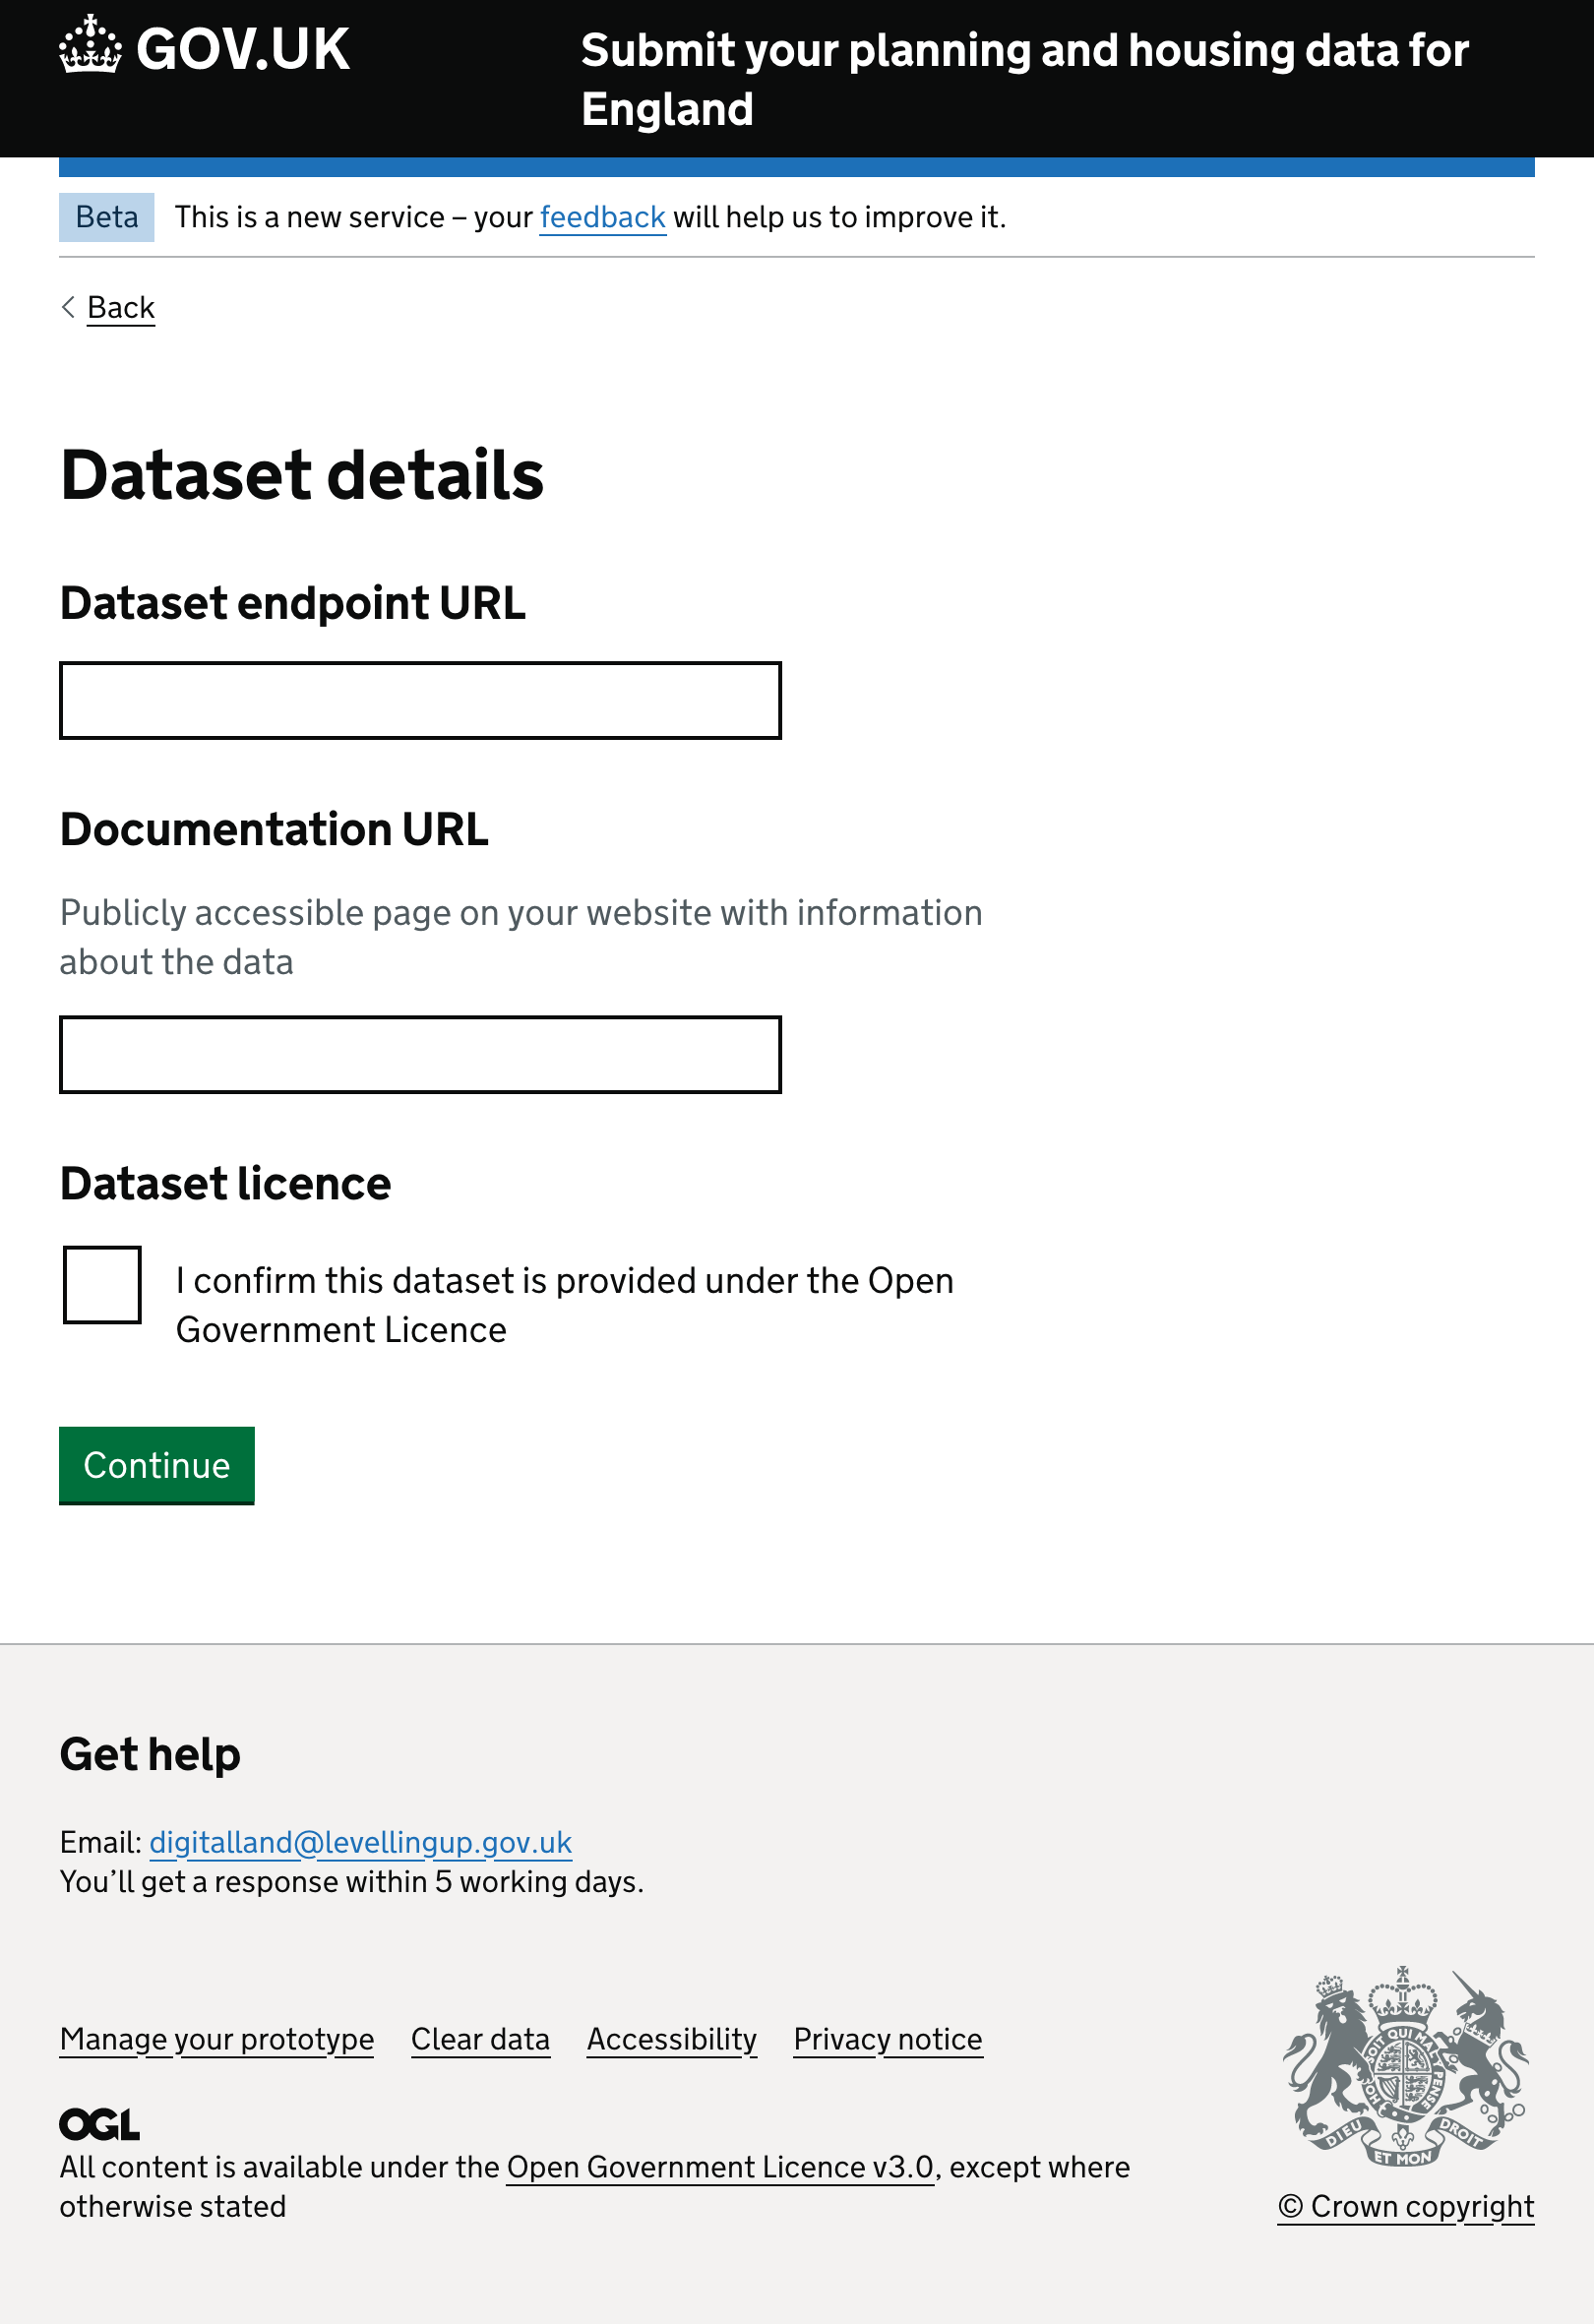 GOV.UK
Submit your planning and housing data for
England
Beta
This is a new service – your feedback will help us to improve it.
Back
Dataset details
Dataset endpoint URL
Documentation URL
Publicly accessible page on your website with information
about the data
Dataset licence
I confirm this dataset is provided under the Open
Government Licence
Continue
Get help
Email: digitalland@levellingup.gov.uk
You’ll get a response within 5 working days.
Manage your prototype
Clear data
Accessibility
Privacy notice
OGL
All content is available under the Open Government Licence v3.0, except where
otherwise stated
SOIT QUI MAL Y PENSE
HON
DIEU
ET MON
DROIT
© Crown copyright